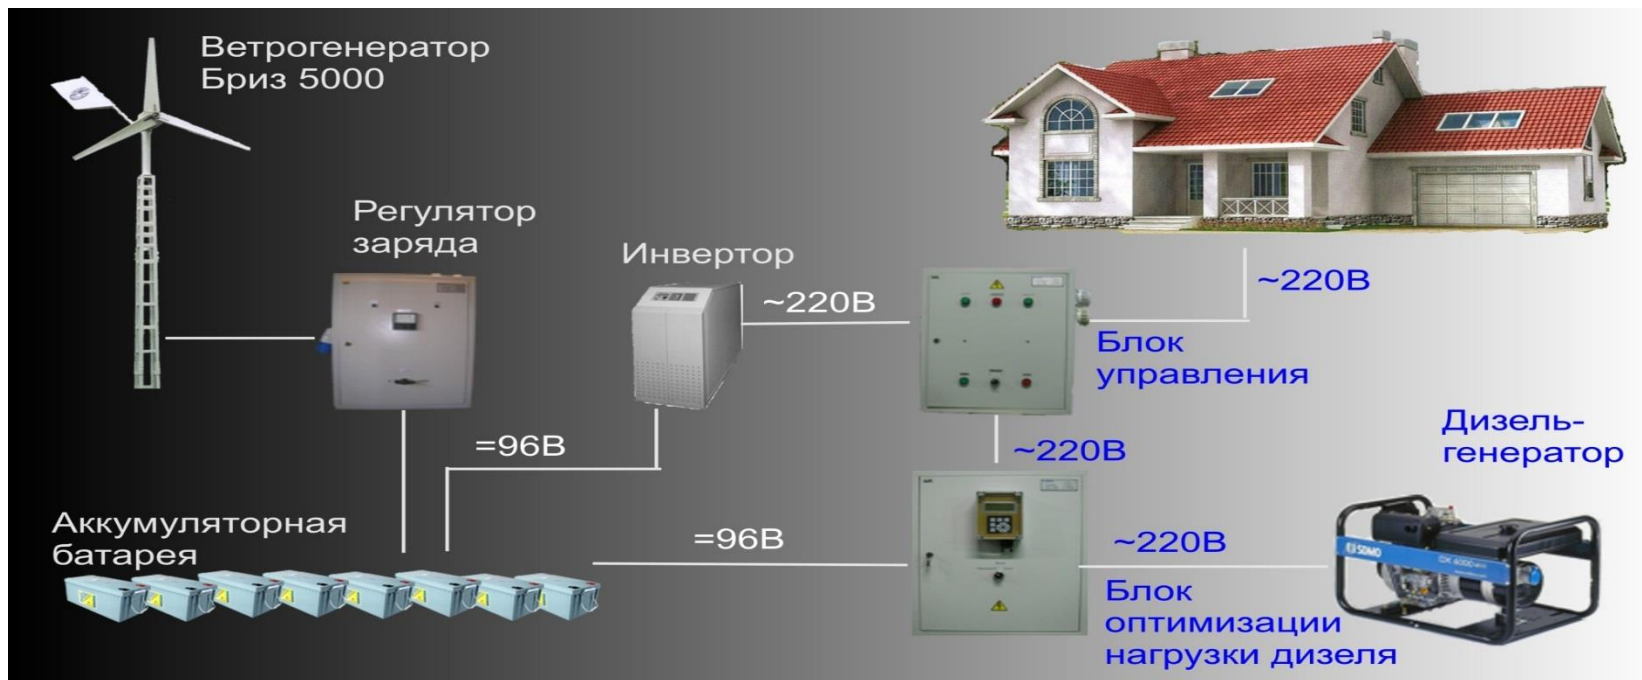 Ветрогенератор
Бриз 5000
Регулятор
заряда
Инвертор
~220В
~220В
Блок
управления
=96В
~220В
Дизель-
генератор
Аккумуляторная
батарея
=96В
~220В
SDMO
Блок
оптимизации
нагрузки дизеля